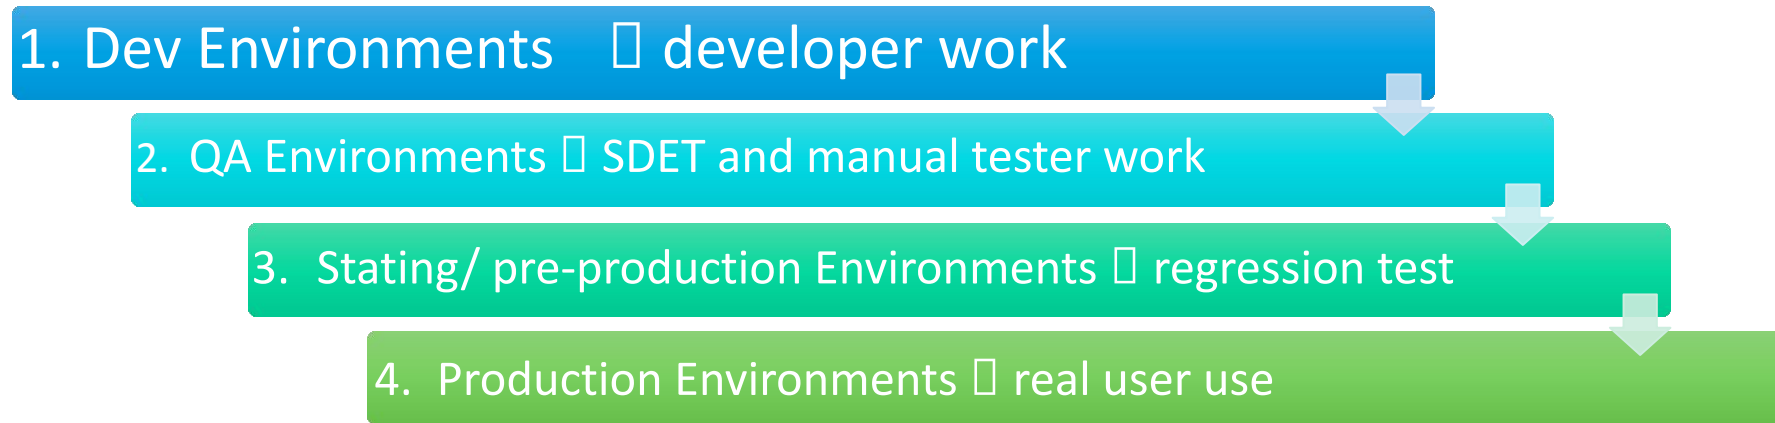 1. Dev Environments  developer work
2. QA Environments  SDET and manual tester work
3. Stating/ pre-production Environments  regression test
4. Production Environments  real user use